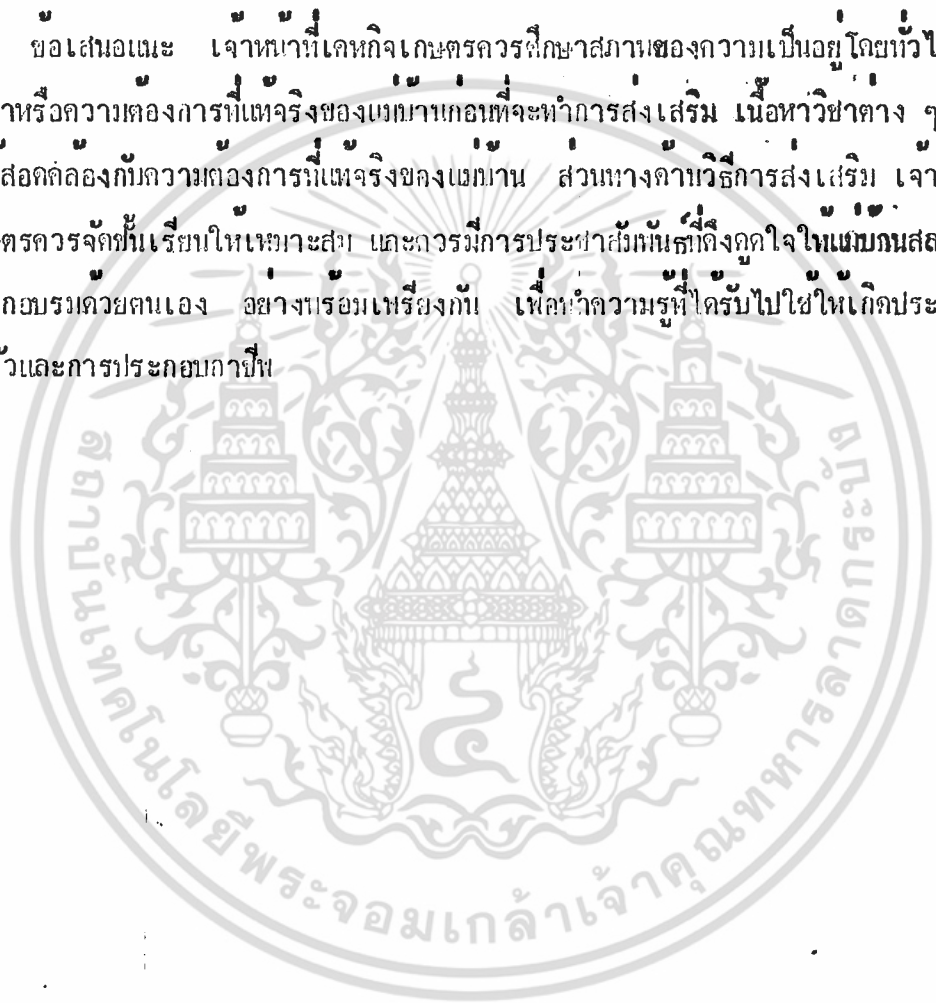 ข้อเสนอแนะ เจ้าหน้าที่เคหกิจเกษตรควรศึกษาสภาพของความเป็นอยู่โดยทั่วไ
าหรือความต้องการที่แท้จริงของแม่บ้านก่อนที่จะทำการส่งเสริม เนื้อหาวิชาต่าง ๆ
สอดคล้องกับความต้องการที่แท้จริงของแม่บ้าน ส่วนทางด้านวิธีการส่งเสริม เจ้า
ตรควรจัดชั้นเรียนให้เหมาะสม และควรมีการประชาสัมพันธ์ที่ดึงดูดใจให้แม่บ้านสล
กอบรมด้วยตนเอง อย่างพร้อมเพรียงกัน เพื่อนำความรู้ที่ได้รับไปใช้ให้เกิดประ
ัวและการประกอบอาชีพ
สถาบันเทคโนโลยีพระจอมเกล้าเจ้าคุณทหารลาดกระบัง